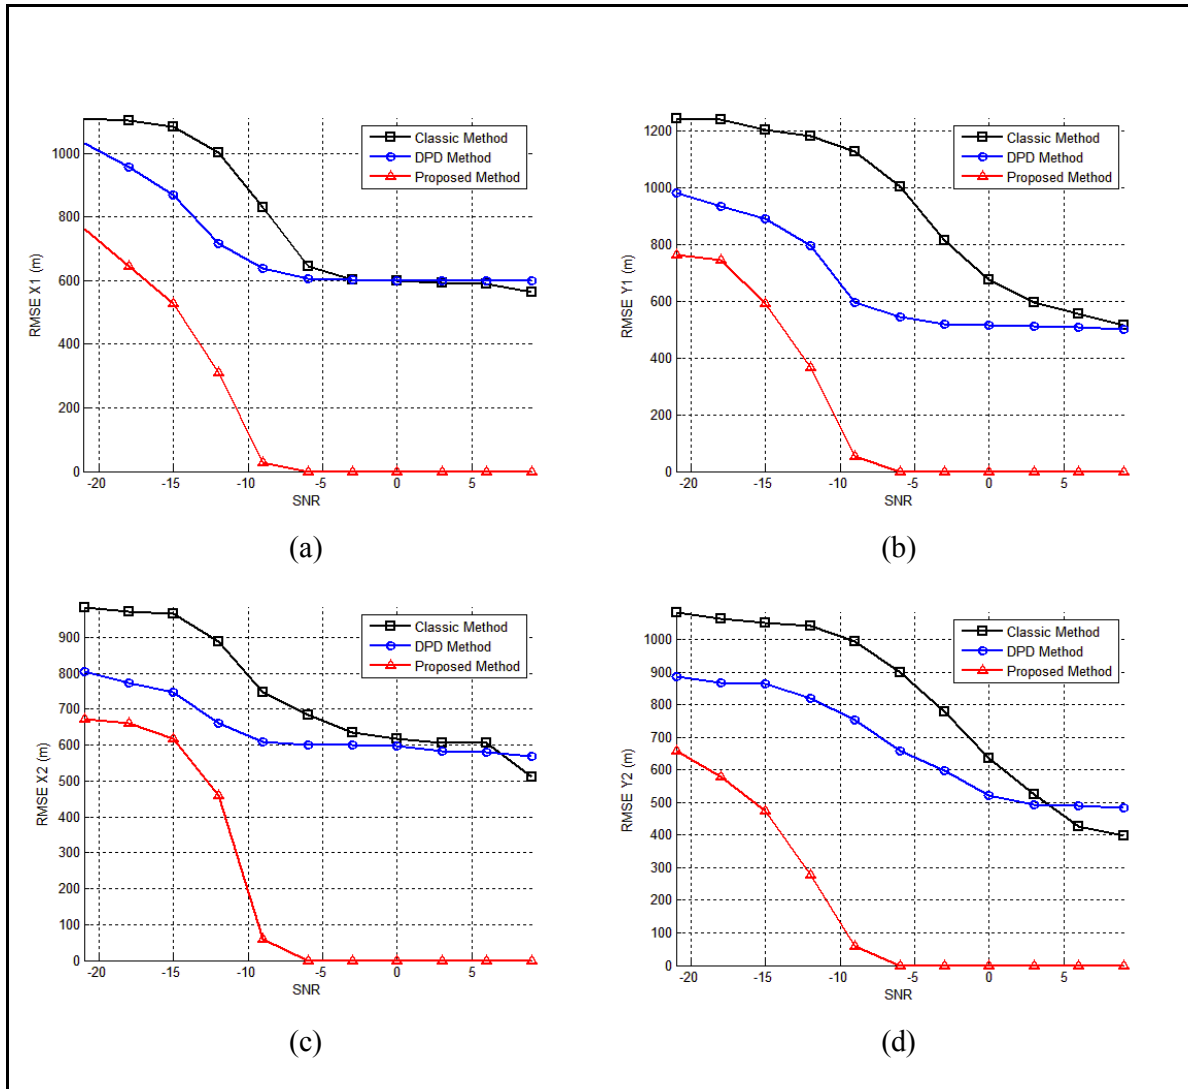 Classic Method
DPD Method
Proposed Method
RMSE X1 (m)
1000
800
600
400
200
0
-20 -15 -10 -5 0 5
SNR
(a)
Classic Method
DPD Method
Proposed Method
RMSE Y1 (m)
1200
1000
800
600
400
200
0
-20 -15 -10 -5 0 5
SNR
(b)
Classic Method
DPD Method
Proposed Method
RMSE X2 (m)
900
800
700
600
500
400
300
200
100
0
-20 -15 -10 -5 0 5
SNR
(c)
Classic Method
DPD Method
Proposed Method
RMSE Y2 (m)
1000
900
800
700
600
500
400
300
200
100
0
-20 -15 -10 -5 0 5
SNR
(d)